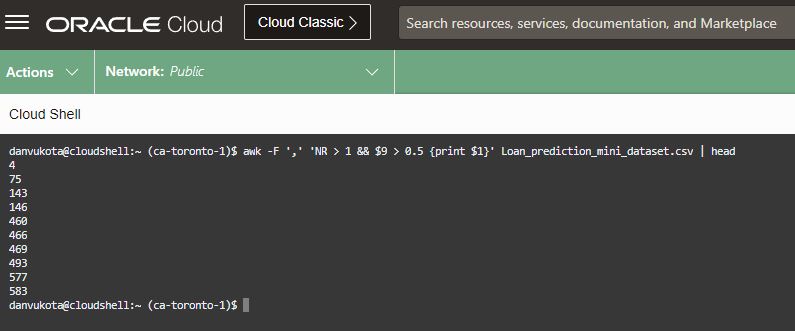 ORACLE Cloud
Cloud Classic >
Search resources, services, documentation, and Marketplace
Actions
Network: Public
Cloud Shell
danvukota@cloudshell:~ (ca-toronto-1)$ awk -F ',' 'NR > 1 && $9 > 0.5 {print $1}' Loan_prediction_mini_dataset.csv | head
4
75
143
146
460
466
469
493
577
583
danvukota@cloudshell:~ (ca-toronto-1)$